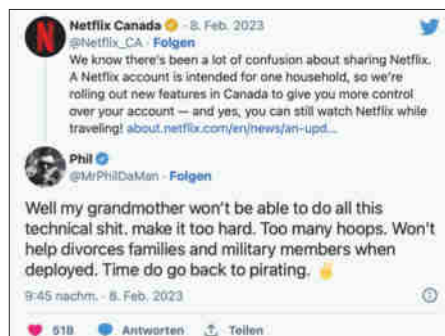 Netflix Canada · 8. Feb. 2023
@Netflix_CA · Folgen
We know there's been a lot of confusion about sharing Netflix.
A Netflix account is intended for one household, so we're
rolling out new features in Canada to give you more control
over your account — and yes, you can still watch Netflix while
traveling! about.netflix.com/en/news/an-upd...
Phil
@MrPhilDaMan · Folgen
Well my grandmother won't be able to do all this
technical shit. make it too hard. Too many hoops. Won't
help divorces families and military members when
deployed. Time do go back to pirating. ✌️
9:45 nachm. · 8. Feb. 2023
518 Antworten Teilen